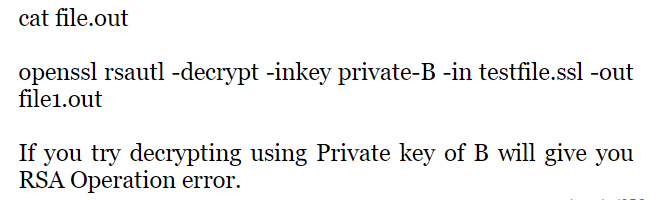 cat file.out
openssl rsautl -decrypt -inkey private-B -in testfile.ssl -out
file1.out
If you try decrypting using Private key of B will give you
RSA Operation error.